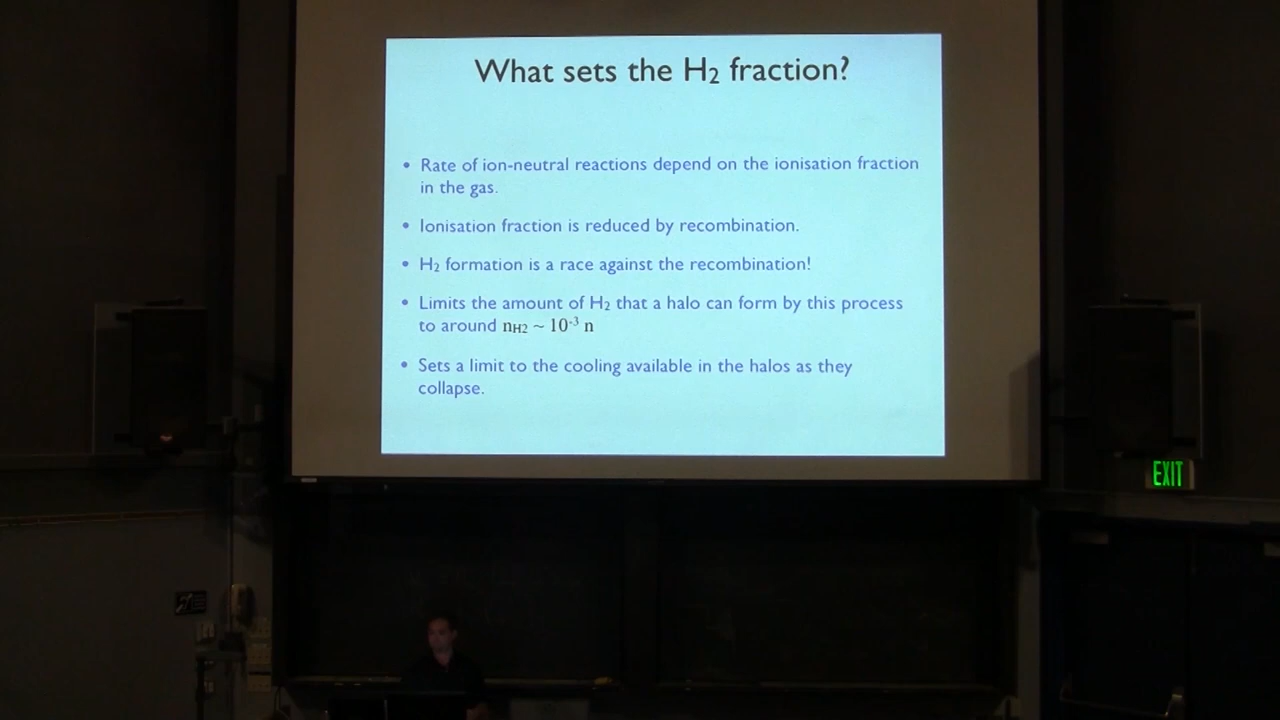 What sets the H₂ fraction?
• Rate of ion-neutral reactions depend on the ionisation fraction
in the gas.
• Ionisation fraction is reduced by recombination.
• H₂ formation is a race against the recombination!
• Limits the amount of H₂ that a halo can form by this process
to around nH2 ~ 10⁻³ n
• Sets a limit to the cooling available in the halos as they
collapse.
EXIT